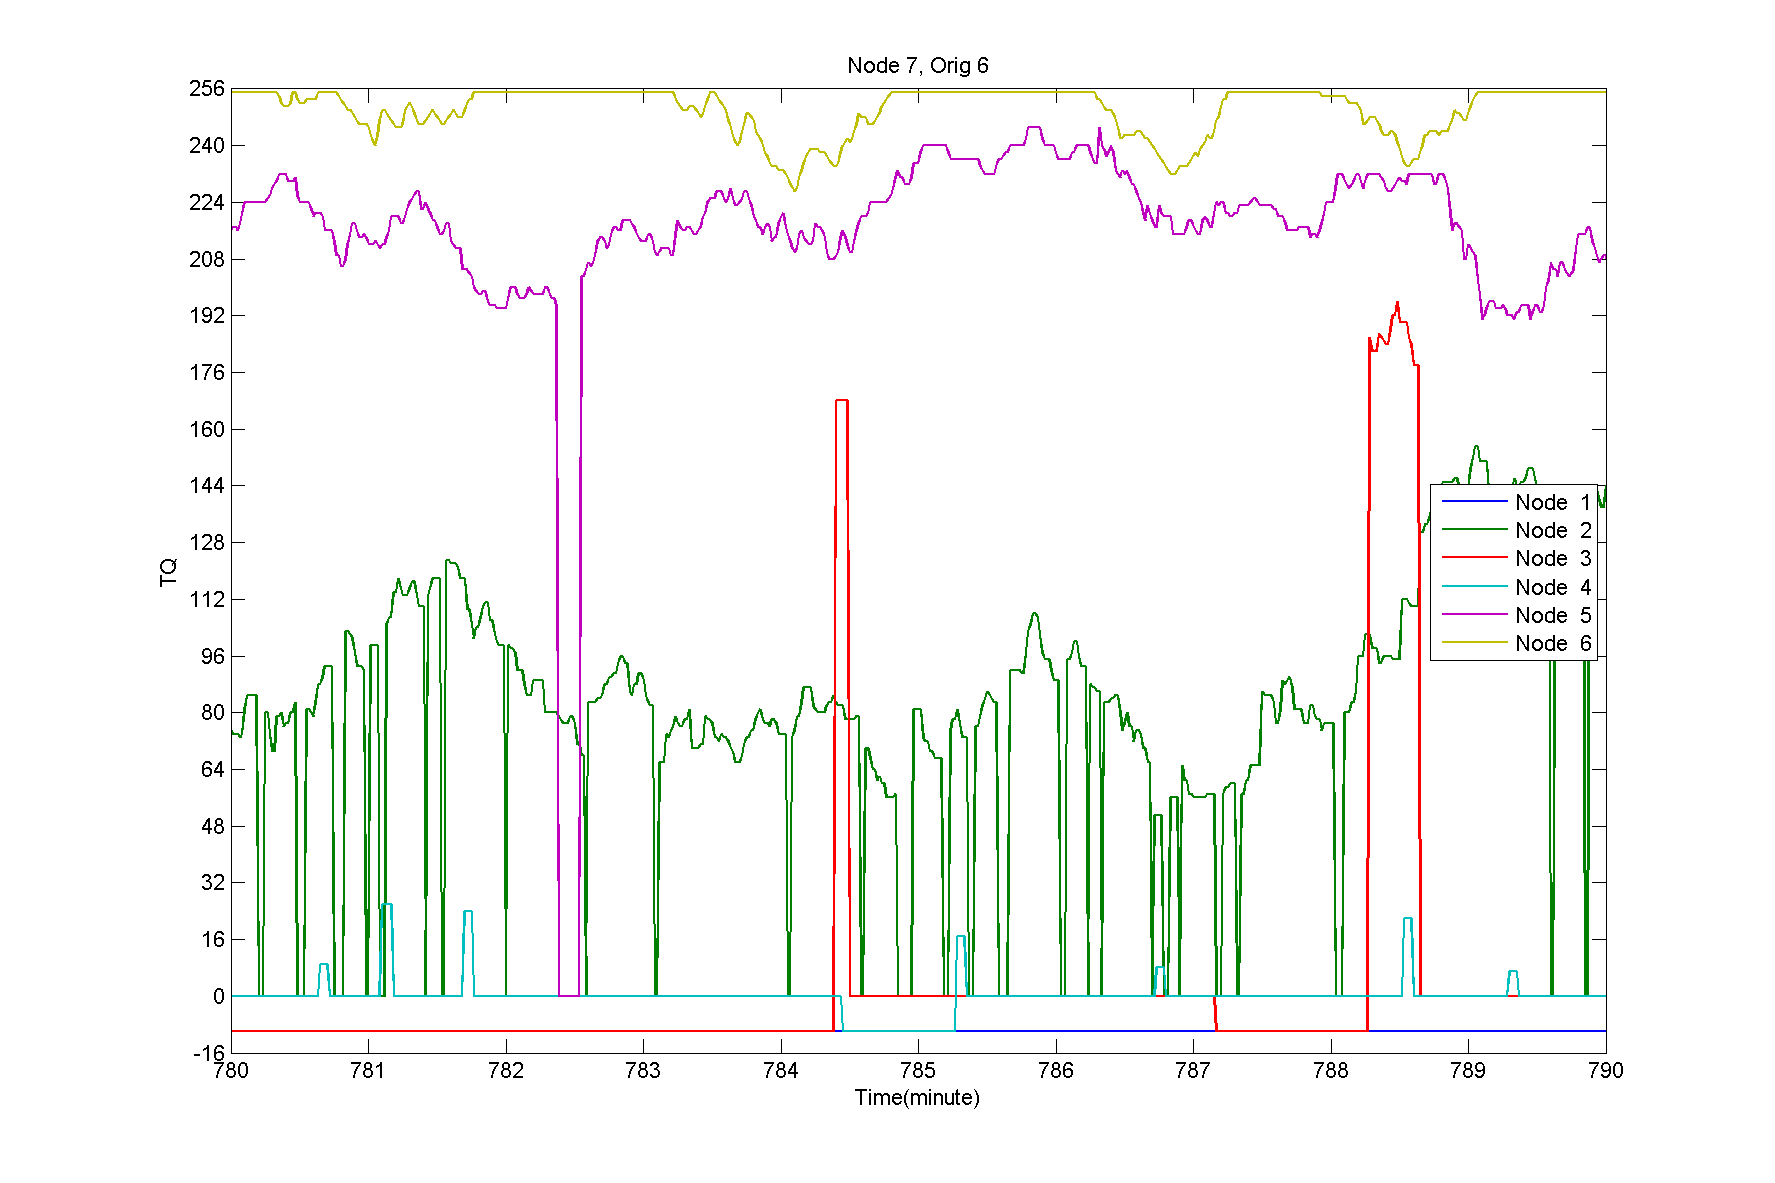 Node 7, Orig 6
256
240
224
208
192
176
160
144
128
112
96
80
64
48
32
16
0
-16
TQ
Node 1
Node 2
Node 3
Node 4
Node 5
Node 6
780 781 782 783 784 785 786 787 788 789 790
Time(minute)